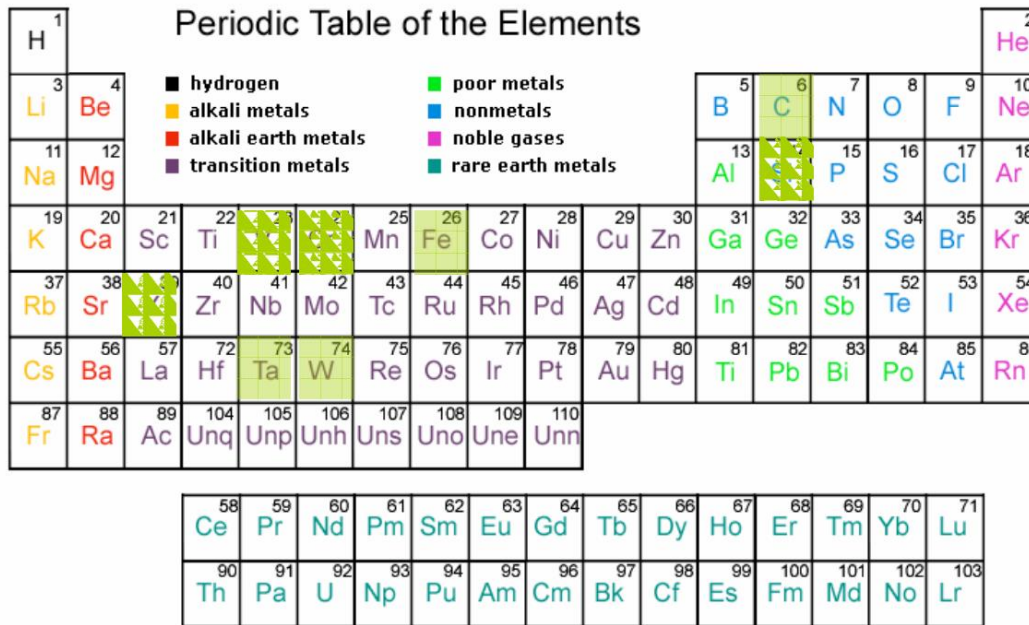 Periodic Table of the Elements
1 2
H He
hydrogen poor metals
alkali metals nonmetals
alkali earth metals noble gases
transition metals rare earth metals
3 4 5 6 7 8 9 10
Li Be B C N O F Ne
11 12 13 15 16 17 18
Na Mg Al P S Cl Ar
19 20 21 22 25 26 27 28 29 30 31 32 33 34 35 36
K Ca Sc Ti Mn Fe Co Ni Cu Zn Ga Ge As Se Br Kr
37 38 40 41 42 43 44 45 46 47 48 49 50 51 52 53 54
Rb Sr Zr Nb Mo Tc Ru Rh Pd Ag Cd In Sn Sb Te I Xe
55 56 57 72 73 74 75 76 77 78 79 80 81 82 83 84 85 8
Cs Ba La Hf Ta W Re Os Ir Pt Au Hg Ti Pb Bi Po At Rn
87 88 89 104 105 106 107 108 109 110
Fr Ra Ac Unq Unp Unh Uns Uno Une Unn
58 59 60 61 62 63 64 65 66 67 68 69 70 71
Ce Pr Nd Pm Sm Eu Gd Tb Dy Ho Er Tm Yb Lu
90 91 92 93 94 95 96 97 98 99 100 101 102 103
Th Pa U Np Pu Am Cm Bk Cf Es Fm Md No Lr